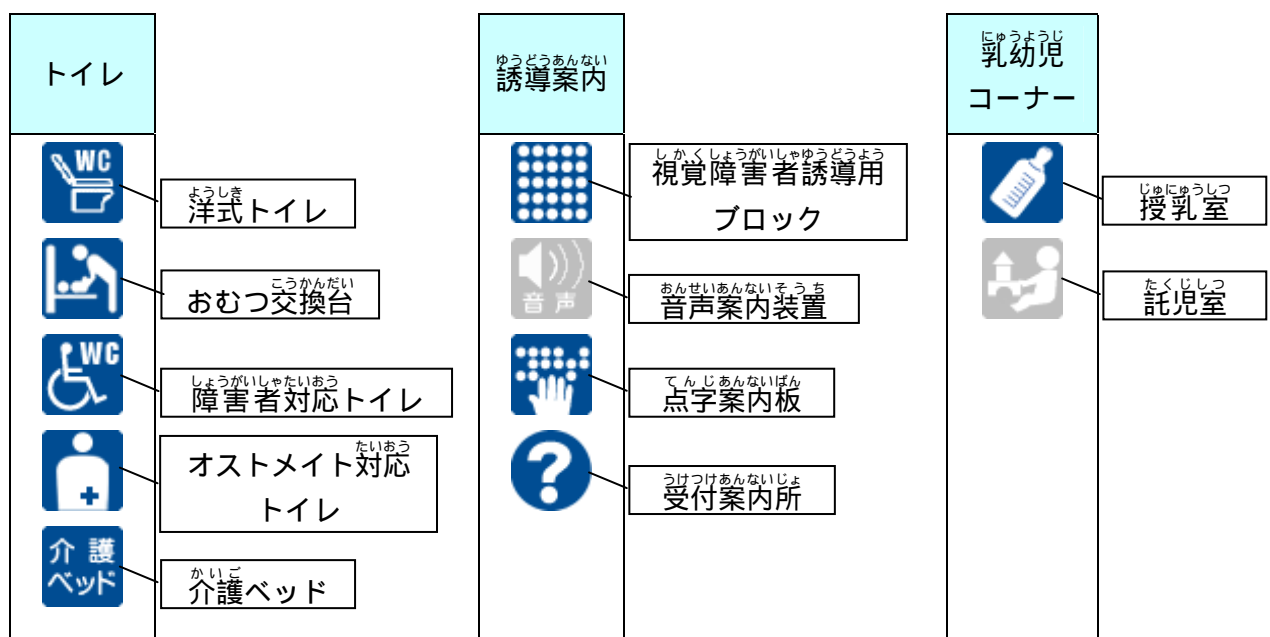 トイレ
WC
ようしき
洋式トイレ
こうかんだい
おむつ交換台
WC
しょうがいしゃたいおう
障害者対応トイレ
たいおう
オストメイト対応
トイレ
介護
ベッド
かいご
介護ベッド
ゆうどうあんない
誘導案内
しかくしょうがいしゃゆうどうよう
視覚障害者誘導用
ブロック
音声
おんせいあんないそうち
音声案内装置
てんじあんないばん
点字案内板
?
うけつけあんないじょ
受付案内所
にゅうようじ
乳幼児
コーナー
じゅにゅうしつ
授乳室
たくじしつ
託児室